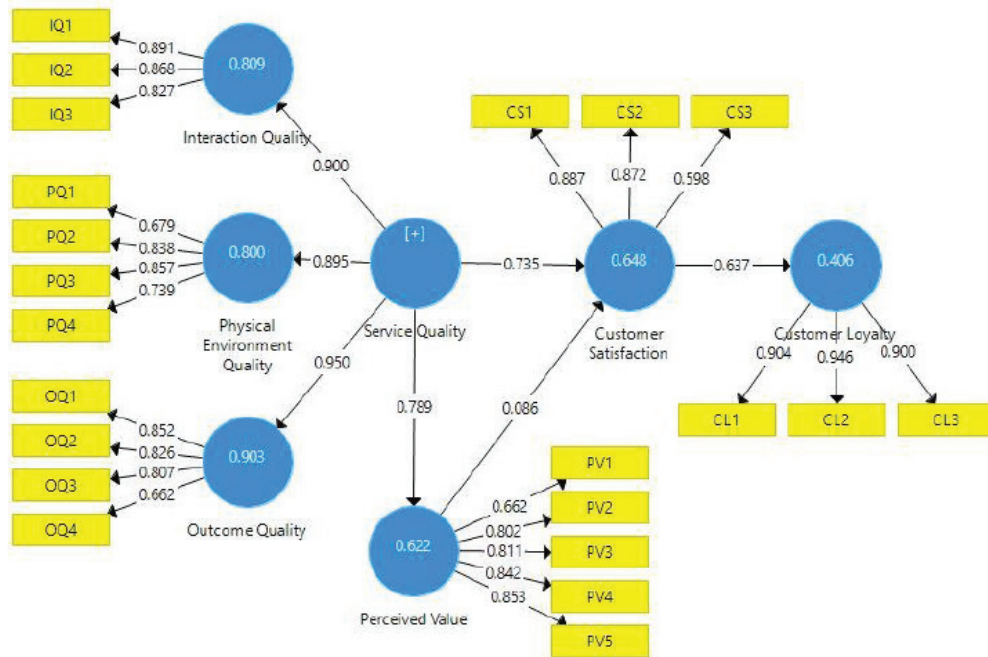 IQ1
0.891
IQ2
0.868
0.809
IQ3
0.827
Interaction Quality
CS1
CS2
CS3
0.900
0.887
0.872
0.598
PQ1
0.679
PQ2
0.838
0.800
[+]
PQ3
0.857
0.895
0.735
0.648
0.637
0.406
PQ4
0.739
Physical
Environment
Quality
Service Quality
Customer
Satisfaction
Customer Loyalty
0.904
0.946
0.900
0.950
OQ1
0.852
0.789
0.086
CL1
CL2
CL3
OQ2
0.826
OQ3
0.807
0.903
OQ4
0.662
Outcome Quality
PV1
0.662
PV2
0.802
0.622
0.811
PV3
0.842
PV4
0.853
PV5
Perceived Value